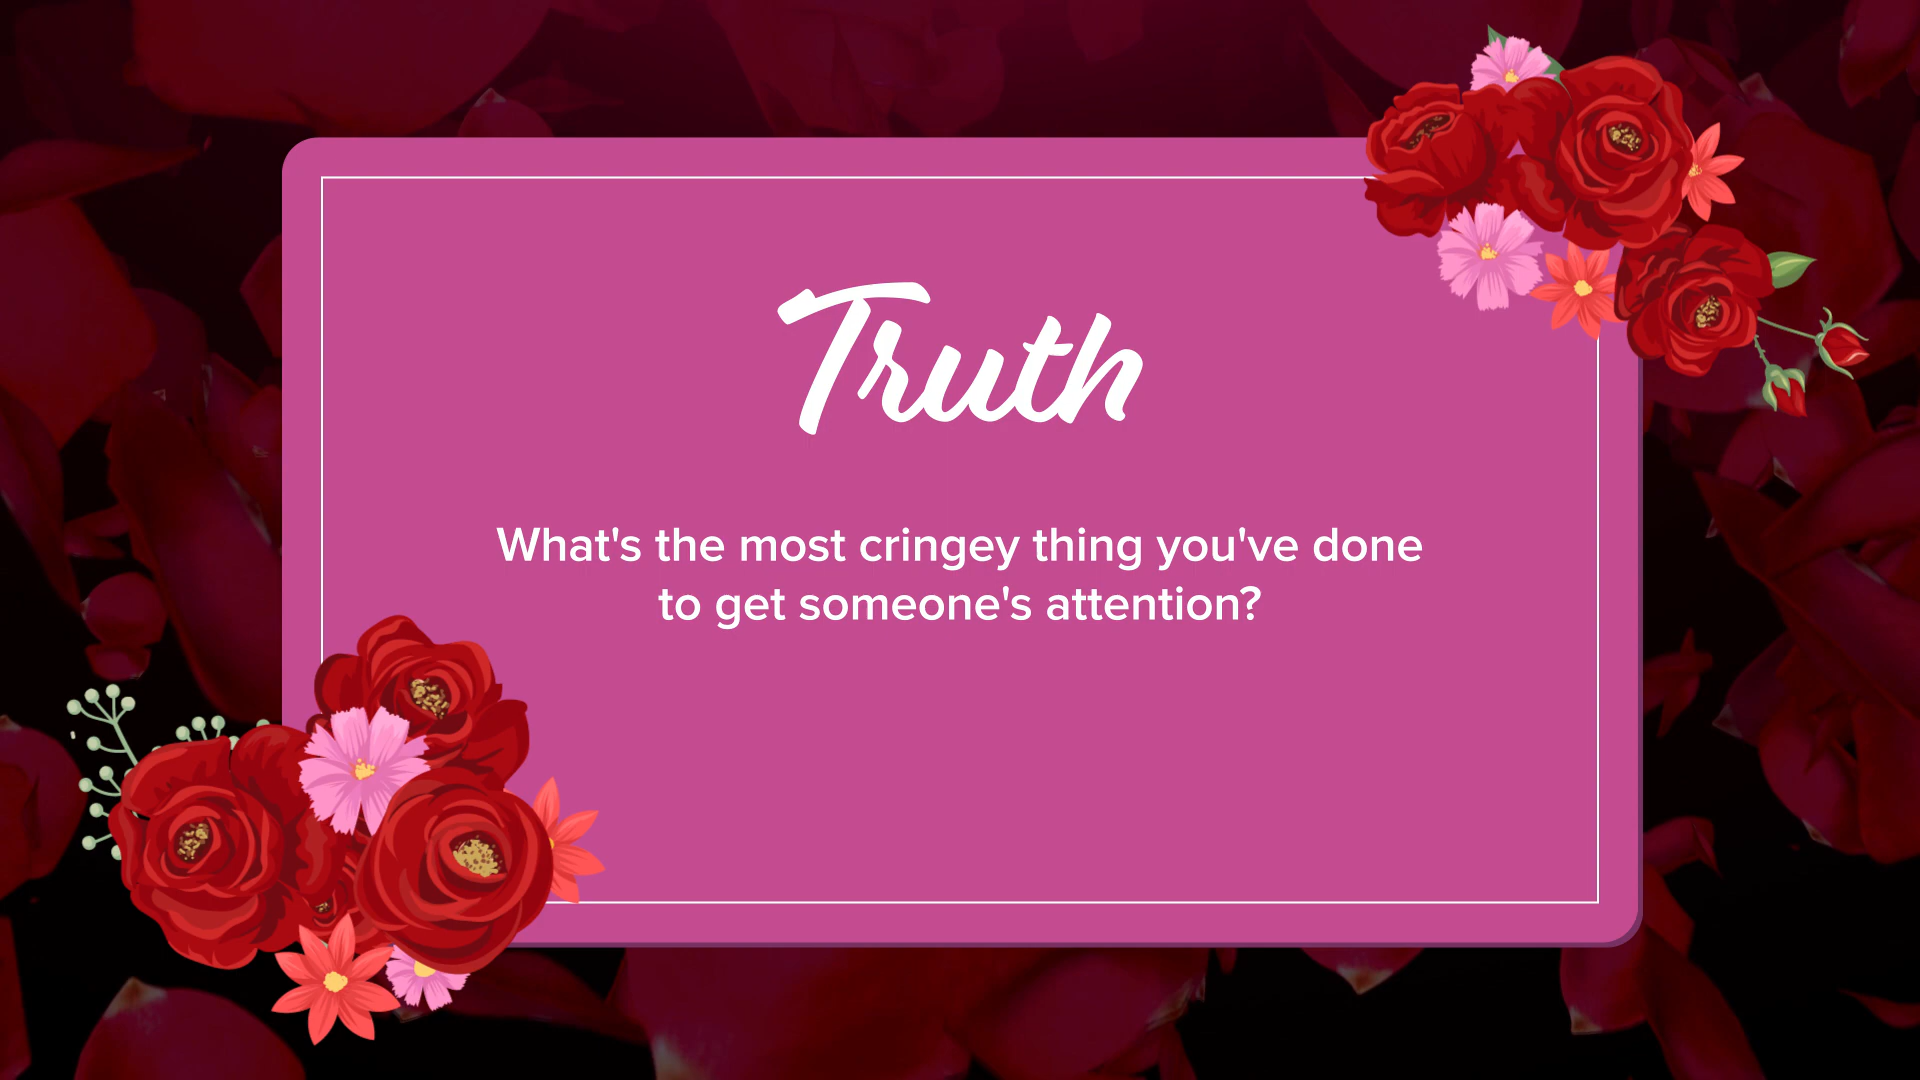 Truth
What's the most cringey thing you've done
to get someone's attention?